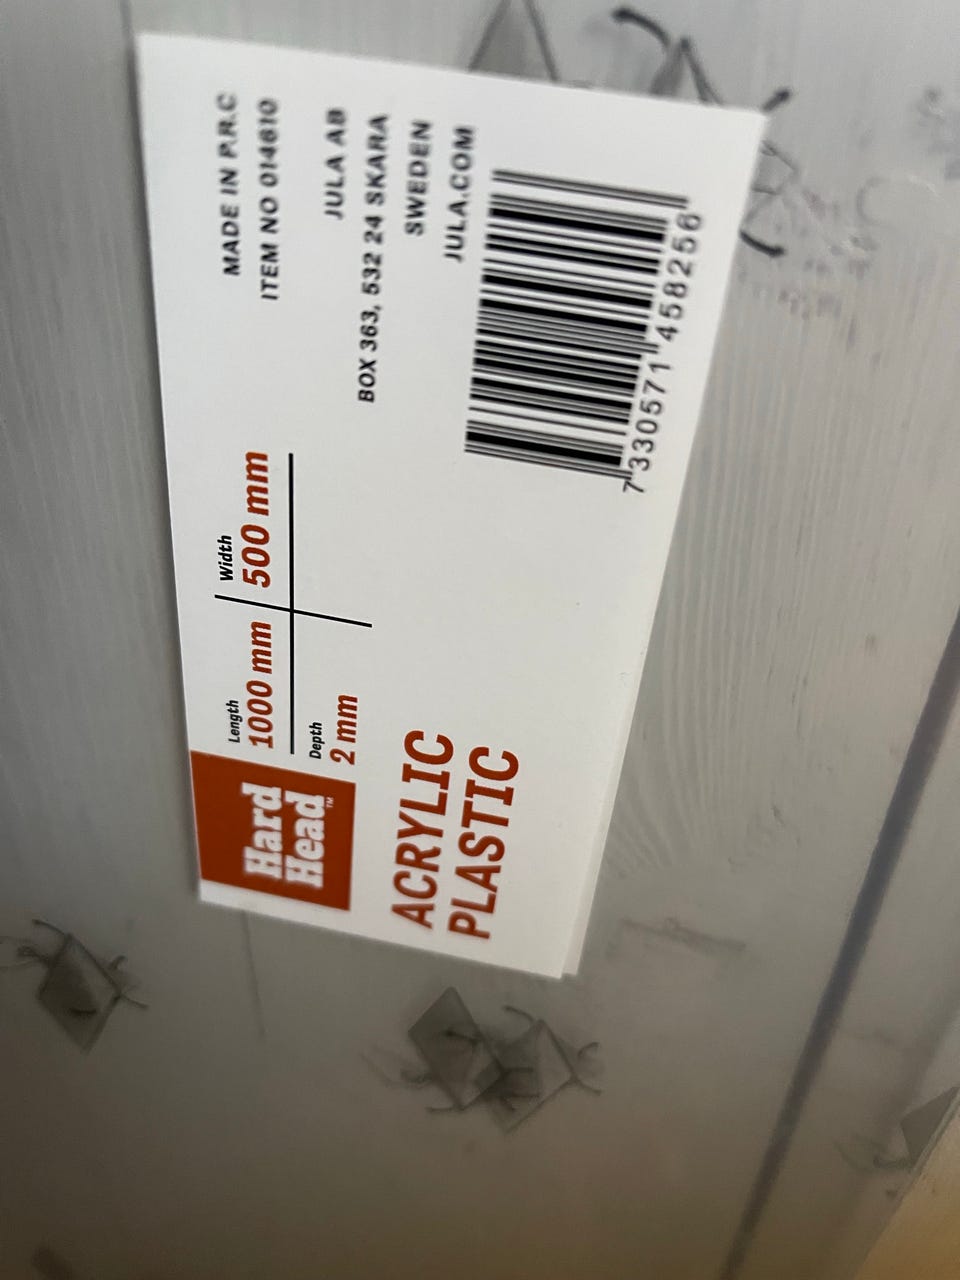 Hard
Head™
Length
1000 mm
Width
500 mm
Depth
2 mm
ACRYLIC
PLASTIC
MADE IN P.R.C
ITEM NO 014610
JULA AB
BOX 363, 532 24 SKARA
SWEDEN
JULA.COM
7 330571 458256